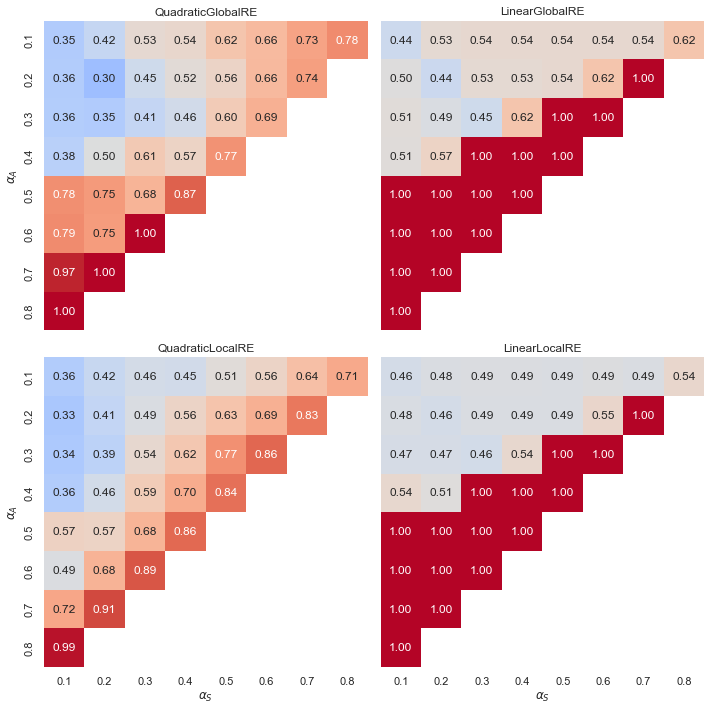 QuadraticGlobalRE
0.1 0.35 0.42 0.53 0.54 0.62 0.66 0.73 0.78
0.2 0.36 0.30 0.45 0.52 0.56 0.66 0.74
0.3 0.36 0.35 0.41 0.46 0.60 0.69
0.4 0.38 0.50 0.61 0.57 0.77
0.5 0.78 0.75 0.68 0.87
0.6 0.79 0.75 1.00
0.7 0.97 1.00
0.8 1.00
α_A
LinearGlobalRE
0.44 0.53 0.54 0.54 0.54 0.54 0.54 0.62
0.50 0.44 0.53 0.53 0.54 0.62 1.00
0.51 0.49 0.45 0.62 1.00 1.00
0.51 0.57 1.00 1.00 1.00
1.00 1.00 1.00 1.00
1.00 1.00 1.00
1.00 1.00
1.00
QuadraticLocalRE
0.1 0.36 0.42 0.46 0.45 0.51 0.56 0.64 0.71
0.2 0.33 0.41 0.49 0.56 0.63 0.69 0.83
0.3 0.34 0.39 0.54 0.62 0.77 0.86
0.4 0.36 0.46 0.59 0.70 0.84
0.5 0.57 0.57 0.68 0.86
0.6 0.49 0.68 0.89
0.7 0.72 0.91
0.8 0.99
α_A
0.1 0.2 0.3 0.4 0.5 0.6 0.7 0.8
α_S
LinearLocalRE
0.46 0.48 0.49 0.49 0.49 0.49 0.49 0.54
0.48 0.46 0.49 0.49 0.49 0.55 1.00
0.47 0.47 0.46 0.54 1.00 1.00
0.54 0.51 1.00 1.00 1.00
1.00 1.00 1.00 1.00
1.00 1.00 1.00
1.00 1.00
1.00
0.1 0.2 0.3 0.4 0.5 0.6 0.7 0.8
α_S